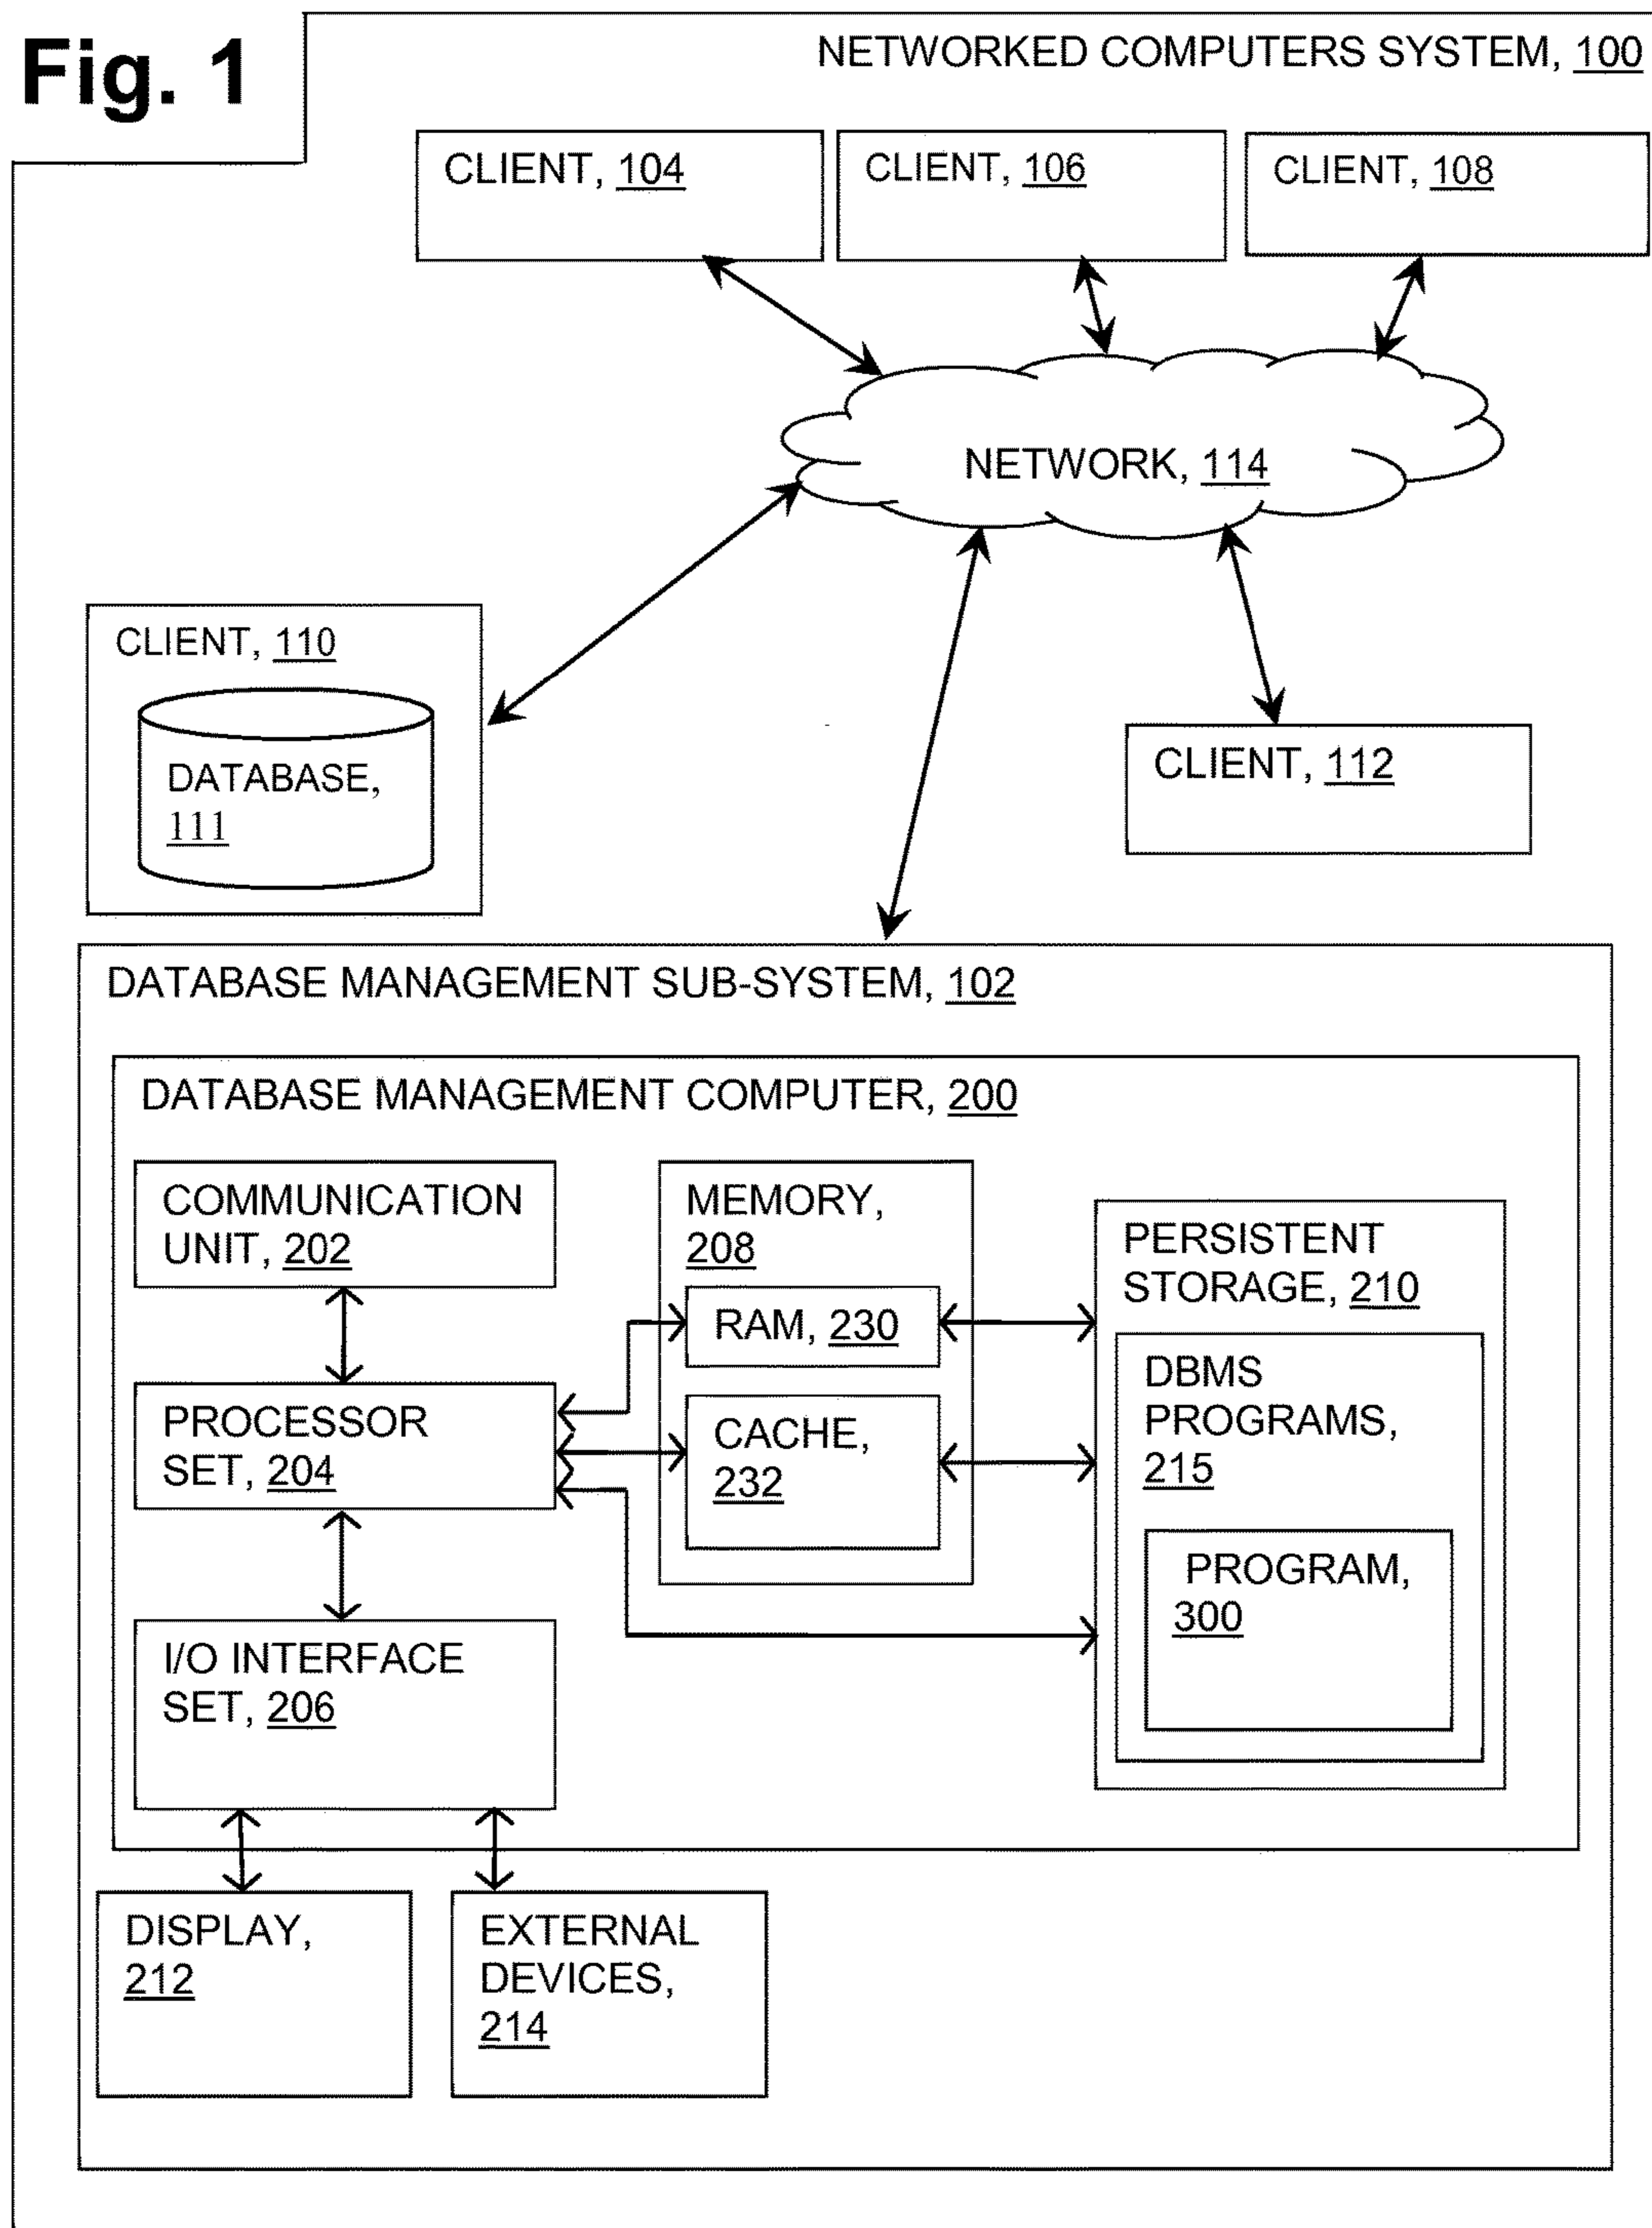 Fig. 1
NETWORKED COMPUTERS SYSTEM, 100
CLIENT, 104
CLIENT, 106
CLIENT, 108
NETWORK, 114
CLIENT, 110
DATABASE,
111
CLIENT, 112
DATABASE MANAGEMENT SUB-SYSTEM, 102
DATABASE MANAGEMENT COMPUTER, 200
COMMUNICATION
UNIT, 202
PROCESSOR
SET, 204
I/O INTERFACE
SET, 206
MEMORY,
208
RAM, 230
CACHE,
232
PERSISTENT
STORAGE, 210
DBMS
PROGRAMS,
215
PROGRAM,
300
DISPLAY,
212
EXTERNAL
DEVICES,
214